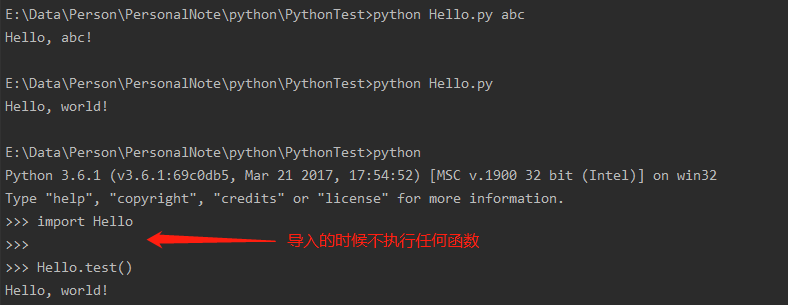 E:\Data\Person\PersonalNote\python\PythonTest>python Hello.py abc
Hello, abc!
E:\Data\Person\PersonalNote\python\PythonTest>python Hello.py
Hello, world!
E:\Data\Person\PersonalNote\python\PythonTest>python
Python 3.6.1 (v3.6.1:69c0db5, Mar 21 2017, 17:54:52) [MSC v.1900 32 bit (Intel)] on win32
Type "help", "copyright", "credits" or "license" for more information.
>>> import Hello
>>>
导入的时候不执行任何函数
>>> Hello.test()
Hello, world!